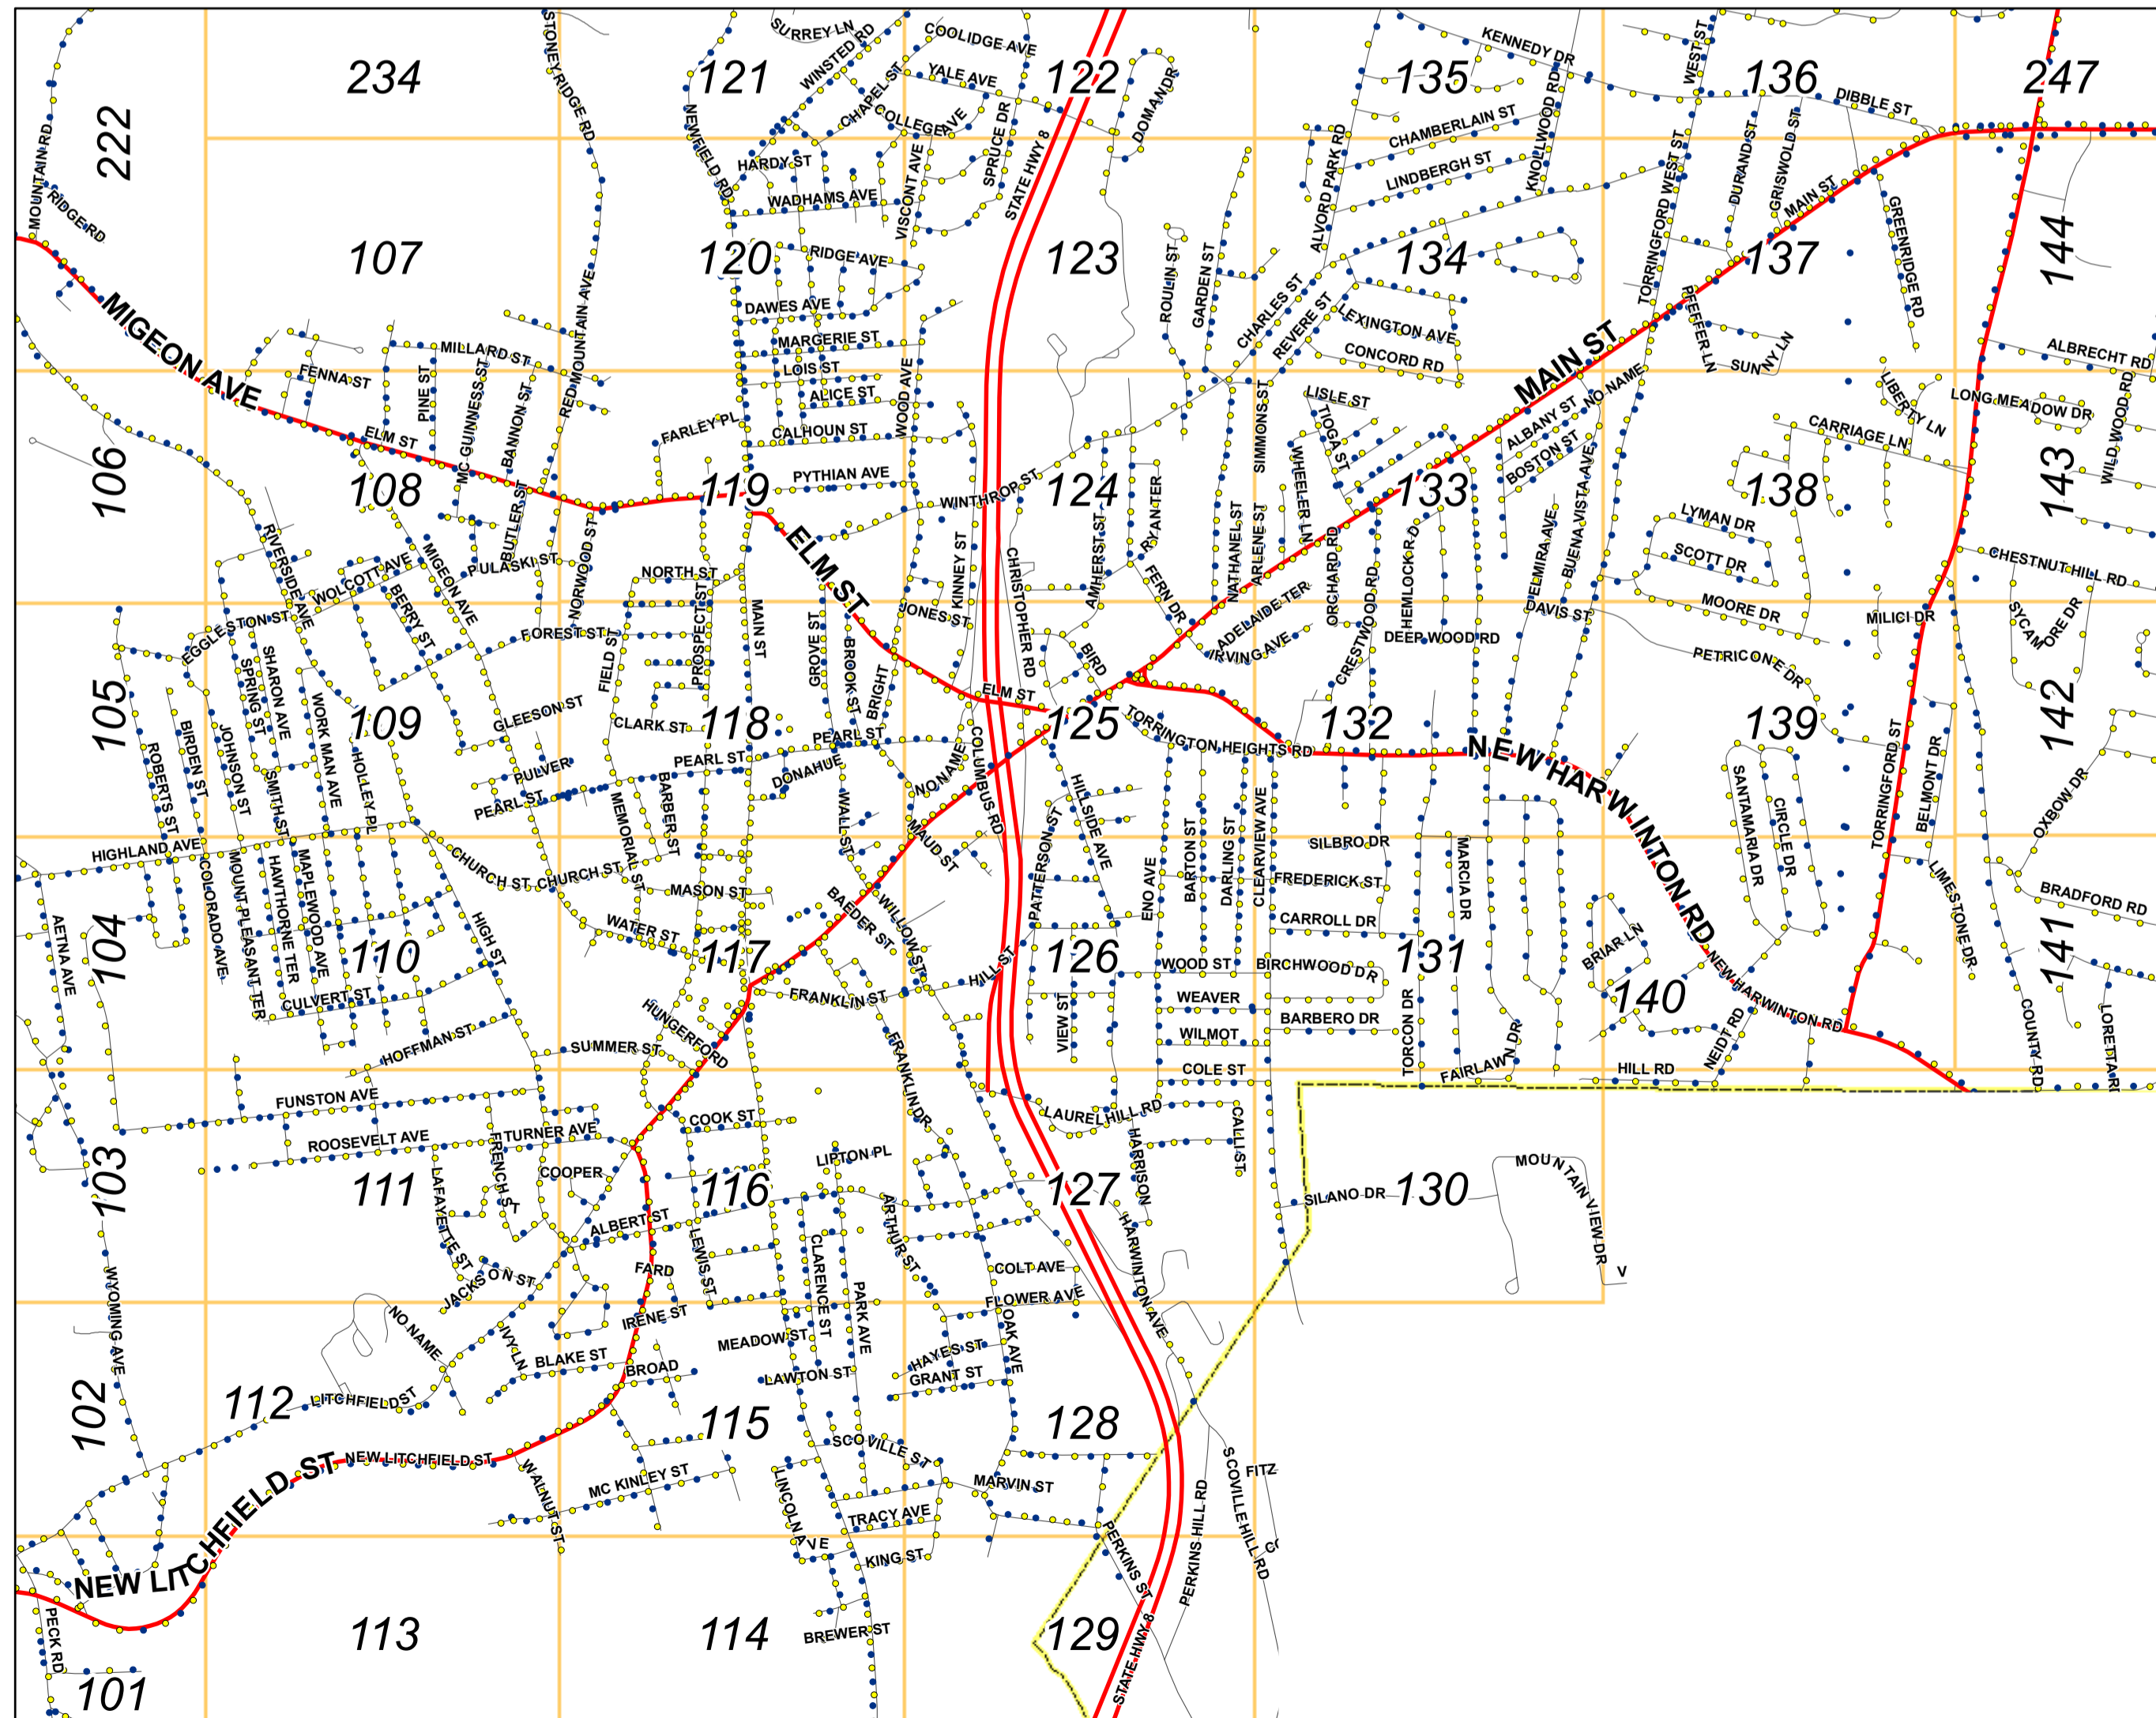 SURREY LN
WINSTED RD
COOLIDGE AVE
YALE AVE
CHAPEL ST
COLLEGE AVE
SPRUCE DR
STATE HWY 8
DOMAN DR
KENNEDY DR
WEST ST
DIBBLE ST
234
121
122
135
136
247
222
MOUNTAIN RD
RIDGE RD
STONEY RIDGE RD
NEWFIELD RD
HARDY ST
WADHAMS AVE
VISCONT AVE
CHAMBERLAIN ST
LINDBERGH ST
KNOLLWOOD RD
ALVORD PARK RD
TORRINGFORD WEST ST
DURAND ST
GRISWOLD ST
MAIN ST
GREENRIDGE RD
107
120
123
134
137
144
RIDGE AVE
DAWES AVE
MARGERIE ST
LOIS ST
ALICE ST
CALHOUN ST
WOOD AVE
ROULIN ST
GARDEN ST
CHARLES ST
REVERE ST
LEXINGTON AVE
CONCORD RD
PFEFFER LN
SUNNY LN
ALBRECHT RD
MIGEON AVE
MILLARD ST
FENNA ST
PINE ST
MC GUINNESS ST
BANNON ST
RED MOUNTAIN AVE
FARLEY PL
ELM ST
PYTHIAN AVE
WINTHROP ST
SIMMONS ST
LISLE ST
TIOGA ST
WHEELER LN
MAIN ST
ALBANY ST
NO NAME
BOSTON ST
BUENA VISTA AVE
ELMIRA AVE
CARRIAGE LN
LIBERTY LN
LONG MEADOW DR
WILD WOOD RD
106
108
119
124
133
138
143
RIVERSIDE AVE
WOLCOTT AVE
MIGEON AVE
BERRY ST
PULASKI ST
BUTLER ST
NORWOOD ST
NORTH ST
ELM ST
KINNEY ST
JONES ST
CHRISTOPHER RD
AMHERST ST
RYAN TER
FERN DR
NATHANEL ST
ARLENE ST
ADELAIDE TER
IRVING AVE
ORCHARD RD
CRESTWOOD RD
HEMLOCK RD
DEEP WOOD RD
DAVIS ST
LYMAN DR
SCOTT DR
MOORE DR
PETRICONE DR
MILICI DR
CHESTNUT HILL RD
SYCAMORE DR
EGGLESTON ST
SPRING ST
SHARON AVE
FOREST ST
FIELD ST
PROSPECT ST
MAIN ST
GROVE ST
BROOK ST
BRIGHT
BIRD
ELM ST
105
109
118
125
132
139
142
ROBERTS ST
BIRDEN ST
JOHNSON ST
SMITH ST
WORK MAN AVE
HOLLEY PL
GLEESON ST
CLARK ST
PULVER
PEARL ST
PEARL ST
PEARL ST
DONAHUE
MEMORIAL ST
BARBER ST
WALL ST
NO NAME
COLUMBUS RD
MAUD ST
HILLSIDE AVE
PATTERSON ST
TORRINGTON HEIGHTS RD
NEW HARWINTON RD
SANTAMARIA DR
CIRCLE DR
TORRINGFORD ST
BELMONT DR
OXBOW DR
HIGHLAND AVE
COLORADO AVE
MOUNT PLEASANT TER
HAWTHORNE TER
MAPLEWOOD AVE
CHURCH ST
CHURCH ST
MASON ST
WATER ST
HIGH ST
BAEDER ST
WILLOW ST
ENO AVE
BARTON ST
DARLING ST
CLEARVIEW AVE
SILBRO DR
FREDERICK ST
CARROLL DR
MARCIA DR
BRIAR LN
LIMESTONE DR
BRADFORD RD
AETNA AVE
104
110
117
126
131
140
141
CULVERT ST
HOFFMAN ST
HUNGERFORD
FRANKLIN ST
HILL ST
FRANKLIN DR
VIEW ST
WOOD ST
BIRCHWOOD DR
WEAVER
WILMOT
BARBERO DR
COLE ST
TORCON DR
FAIRLAWN DR
NEW HARWINTON RD
NEIDT RD
HILL RD
COUNTY RD
SUMMER ST
FUNSTON AVE
ROOSEVELT AVE
FRENCH ST
TURNER AVE
COOPER
COOK ST
LIPTON PL
LAUREL HILL RD
HARRISON
CALLI ST
103
111
116
127
130
LAFAYETTE ST
ALBERT ST
JACKSON ST
LEWIS ST
FARD
IRENE ST
CLARENCE ST
PARK AVE
ARTHUR ST
COLT AVE
FLOWER AVE
HARWINTON AVE
SILANO DR
MOUNTAIN VIEW DR
V
WYOMING AVE
NO NAME
IVY LN
BLAKE ST
BROAD
MEADOW ST
LAWTON ST
HAYES ST
GRANT ST
OAK AVE
102
112
115
128
LITCHFIELD ST
NEW LITCHFIELD ST
NEW LITCHFIELD ST
WALNUT ST
MC KINLEY ST
LINCOLN AVE
SCOVILLE ST
TRACY AVE
MARVIN ST
KING ST
PERKINS ST
PERKINS HILL RD
SCOVILLE HILL RD
FITZ
PECK RD
BREWER ST
STATE HWY 8
101
113
114
129